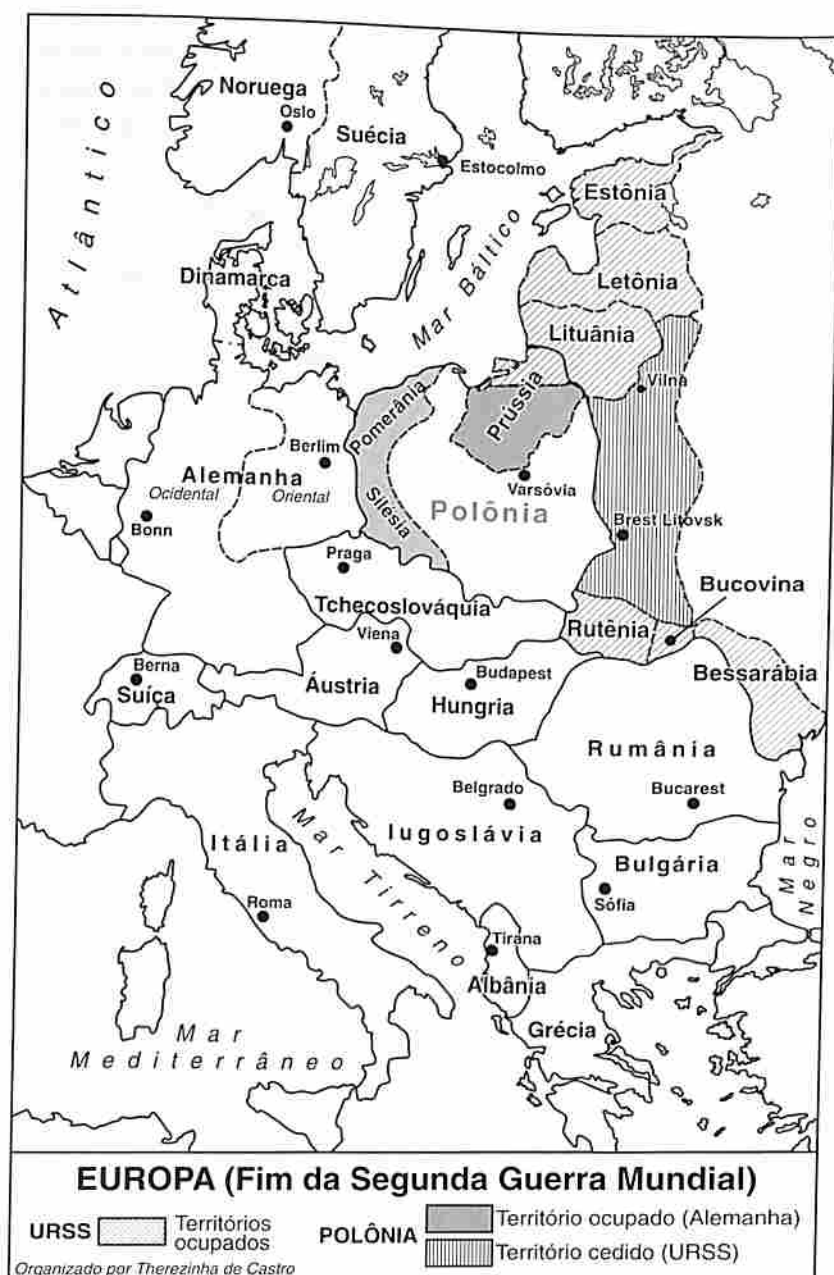 Noruega
Oslo
Suécia
Estocolmo
Atlântico
Dinamarca
Mar Báltico
Estônia
Letônia
Lituânia
Vilna
Prússia
Pomerânia
Silésia
Berlim
Alemanha
Ocidental
Oriental
Bonn
Varsóvia
Polônia
Brest Litovsk
Praga
Tchecoslováquia
Bucovina
Rutênia
Viena
Berna
Suíça
Áustria
Budapest
Hungria
Bessarábia
Rumânia
Belgrado
Bucarest
Iugoslávia
Itália
Mar Tirreno
Mar Negro
Bulgária
Sófia
Roma
Tirana
Albânia
Grécia
Mar
Mediterrâneo
EUROPA (Fim da Segunda Guerra Mundial)
URSS
Territórios
ocupados
POLÔNIA
Território ocupado (Alemanha)
Território cedido (URSS)
Organizado por Therezinha de Castro